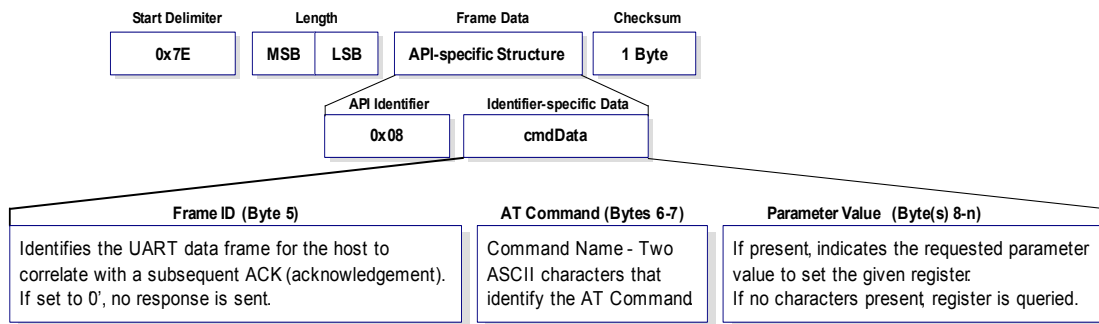 Start Delimiter Length Frame Data Checksum
0x7E MSB LSB API-specific Structure 1 Byte
API Identifier Identifier-specific Data
0x08 cmdData
Frame ID (Byte 5)
Identifies the UART data frame for the host to
correlate with a subsequent ACK (acknowledgement).
If set to 0’, no response is sent.
AT Command (Bytes 6-7)
Command Name - Two
ASCII characters that
identify the AT Command.
Parameter Value (Byte(s) 8-n)
If present, indicates the requested parameter
value to set the given register.
If no characters present, register is queried.